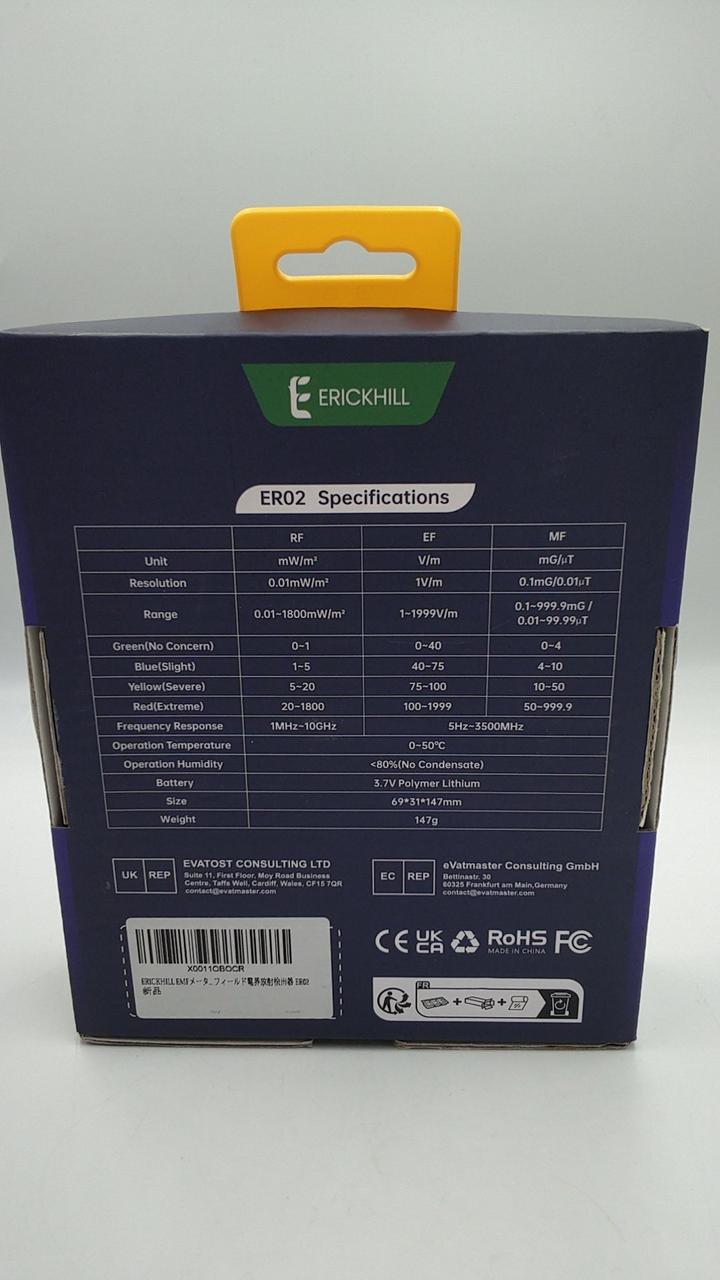 ERICKHILL
ER02 Specifications
RF EF MF
Unit mW/m² V/m mG/μT
Resolution 0.01mW/m² 1V/m 0.1mG/0.01μT
Range 0.01~1800mW/m² 1~1999V/m 0.1~999.9mG / 0.01~99.99μT
Green(No Concern) 0~1 0~40 0~4
Blue(Slight) 1~5 40~75 4~10
Yellow(Severe) 5~20 75~100 10~50
Red(Extreme) 20~1800 100~1999 50~999.9
Frequency Response 1MHz~10GHz 5Hz~3500MHz
Operation Temperature 0~50℃
Operation Humidity <80%(No Condensate)
Battery 3.7V Polymer Lithium
Size 69*31*147mm
Weight 147g
UK REP
EVATOST CONSULTING LTD
Suite 11, First Floor, Moy Road Business
Centre, Taffs Well, Cardiff, Wales, CF15 7QR
contact@evatmaster.com
EC REP
eVatmaster Consulting GmbH
Bettinastr. 30
60325 Frankfurt am Main,Germany
contact@evatmaster.com
X0011OBOCR
ERICKHILL EMFメーター フィールド電界放射検出器 ER02
新品
CE UK CA RoHS FC
MADE IN CHINA
FR